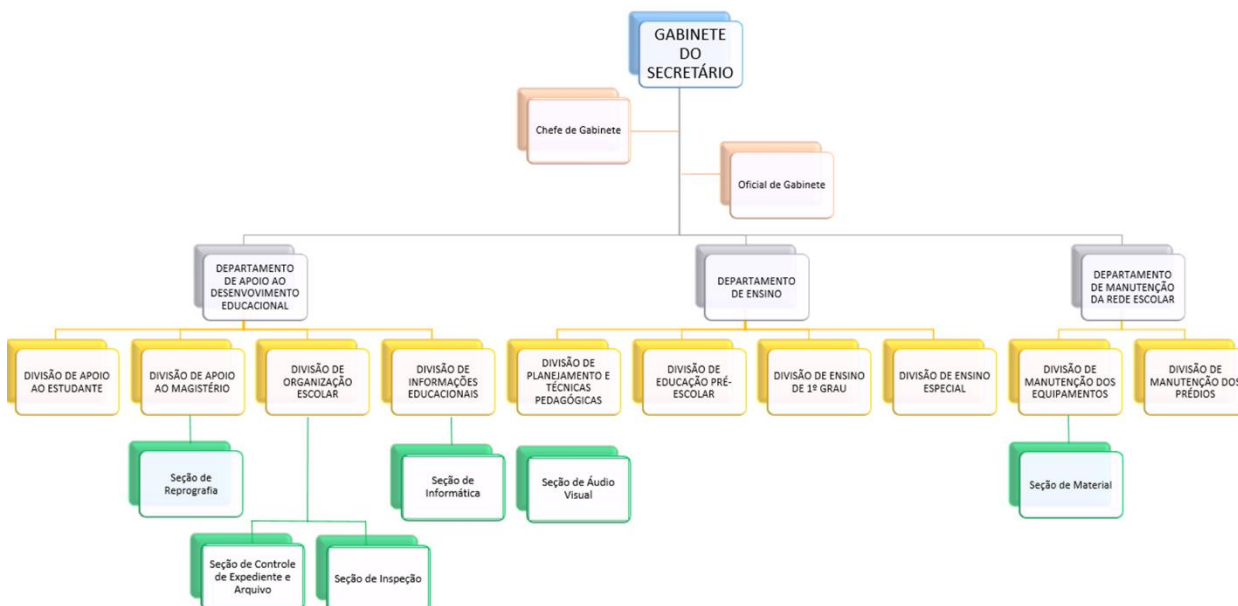 GABINETE
DO
SECRETÁRIO
Chefe de Gabinete
Oficial de Gabinete
DEPARTAMENTO
DE APOIO AO
DESENVOVIMENTO
EDUCACIONAL
DEPARTAMENTO
DE ENSINO
DEPARTAMENTO
DE MANUTENÇÃO
DA REDE ESCOLAR
DIVISÃO DE APOIO
AO ESTUDANTE
DIVISÃO DE APOIO
AO MAGISTÉRIO
DIVISÃO DE
ORGANIZAÇÃO
ESCOLAR
DIVISÃO DE
INFORMAÇÕES
EDUCACIONAIS
DIVISÃO DE
PLANEJAMENTO E
TÉCNICAS
PEDAGÓGICAS
DIVISÃO DE
EDUCAÇÃO PRÉ-
ESCOLAR
DIVISÃO DE ENSINO
DE 1º GRAU
DIVISÃO DE ENSINO
ESPECIAL
DIVISÃO DE
MANUTENÇÃO DOS
EQUIPAMENTOS
DIVISÃO DE
MANUTENÇÃO DOS
PRÉDIOS
Seção de
Reprografia
Seção de
Informática
Seção de Áudio
Visual
Seção de Material
Seção de Controle
de Expediente e
Arquivo
Seção de Inspeção